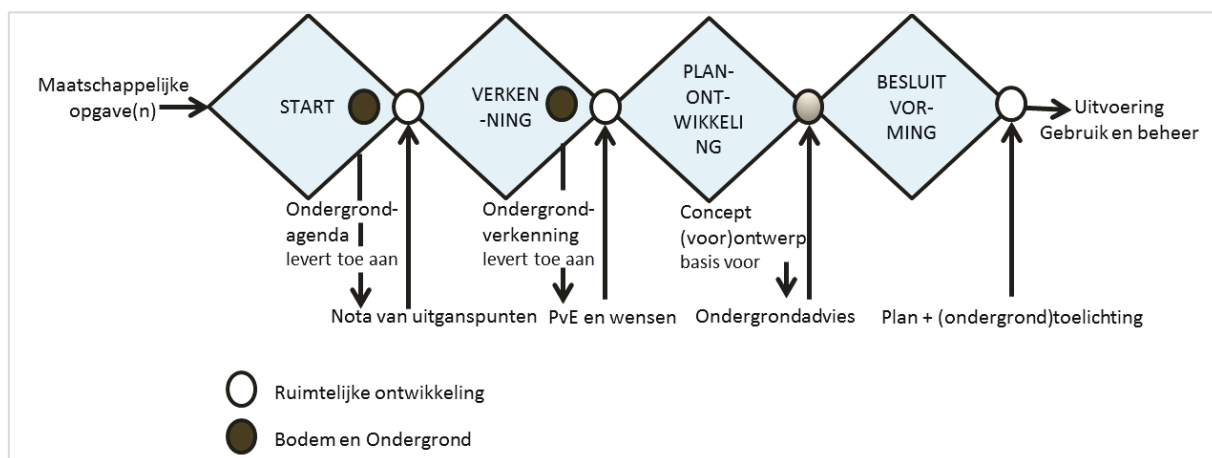 Maatschappelijke
opgave(n)
START
VERKEN
-NING
PLAN-
ONT-
WIKKELI
NG
BESLUIT
VOR-
MING
Uitvoering
Gebruik en beheer
Ondergrond-
agenda
levert toe aan
Ondergrond-
verkenning
levert toe aan
Concept
(voor)ontwerp
basis voor
Nota van uitganspunten
PvE en wensen
Ondergrondadvies
Plan + (ondergrond)toelichting
Ruimtelijke ontwikkeling
Bodem en Ondergrond